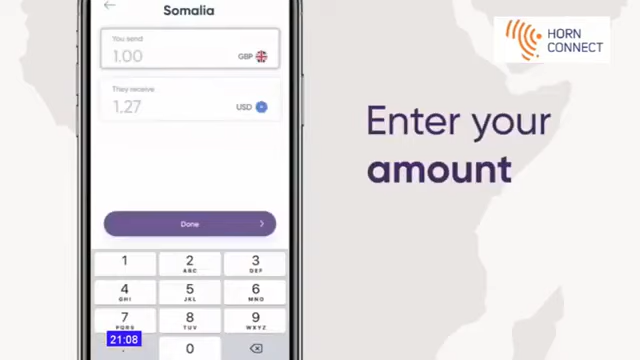 Somalia
You send
1.00
GBP
They receive
1.27
USD
Done
1
2
ABC
3
DEF
4
GHI
5
JKL
6
MNO
7
PQRS
8
TUV
9
WXYZ
0
21:08
HORN
CONNECT
Enter your
amount